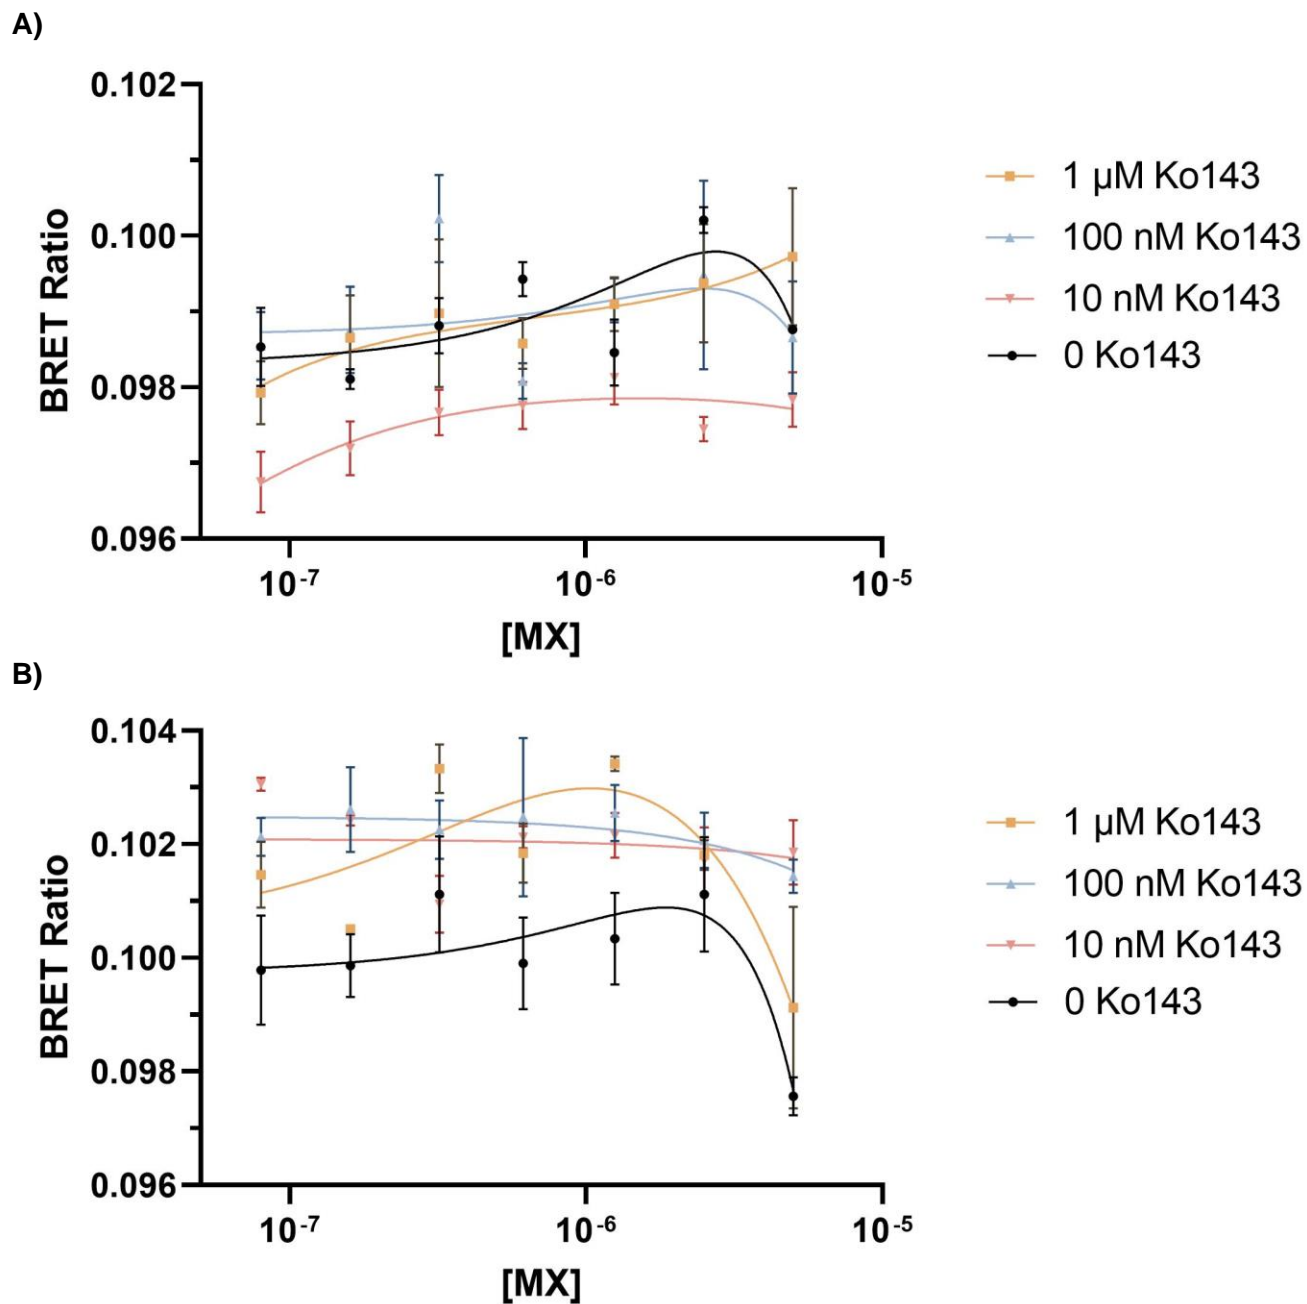 A)
0.102
0.100
0.098
0.096
BRET Ratio
10-7
10-6
10-5
[MX]
1 µM Ko143
100 nM Ko143
10 nM Ko143
0 Ko143
B)
0.104
0.102
0.100
0.098
0.096
BRET Ratio
10-7
10-6
10-5
[MX]
1 µM Ko143
100 nM Ko143
10 nM Ko143
0 Ko143